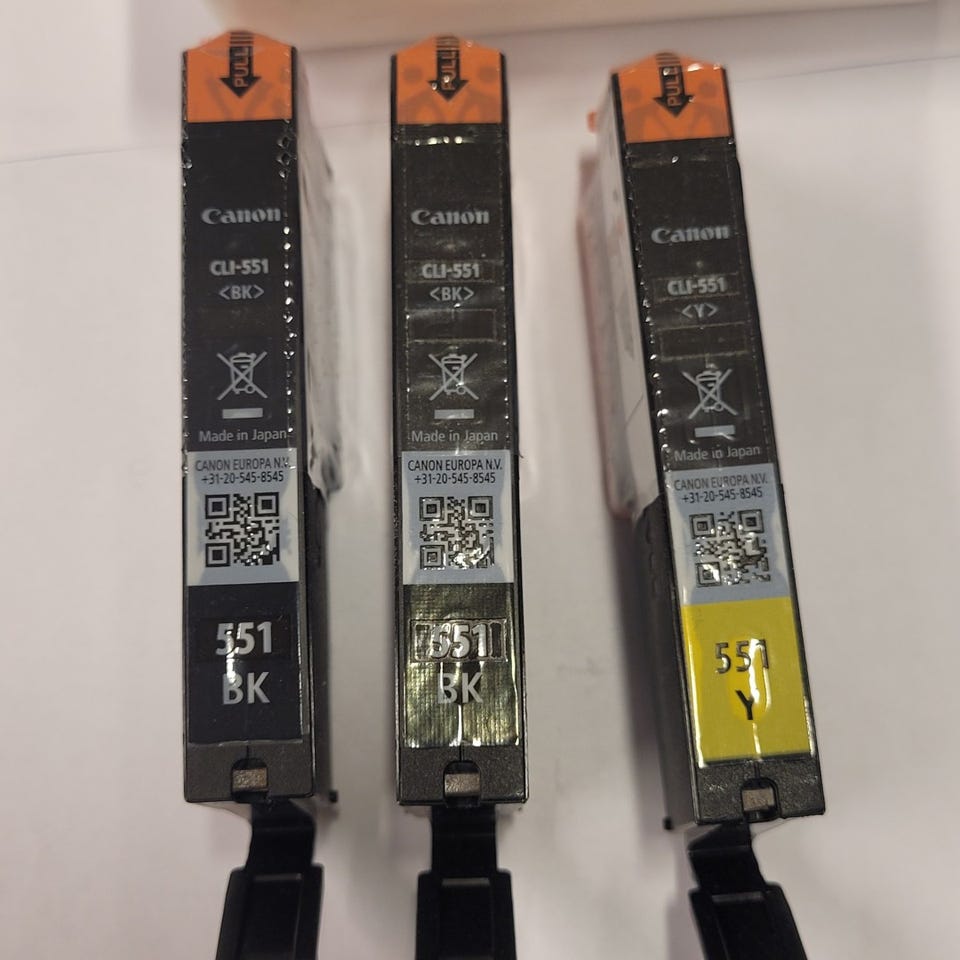 PULL
Canon
CLI-551
<BK>
Made in Japan
CANON EUROPA N.V.
+31-20-545-8545
551
BK
PULL
Canon
CLI-551
<BK>
Made in Japan
CANON EUROPA N.V.
+31-20-545-8545
551
BK
PULL
Canon
CLI-551
<Y>
Made in Japan
CANON EUROPA N.V.
+31-20-545-8545
551
Y